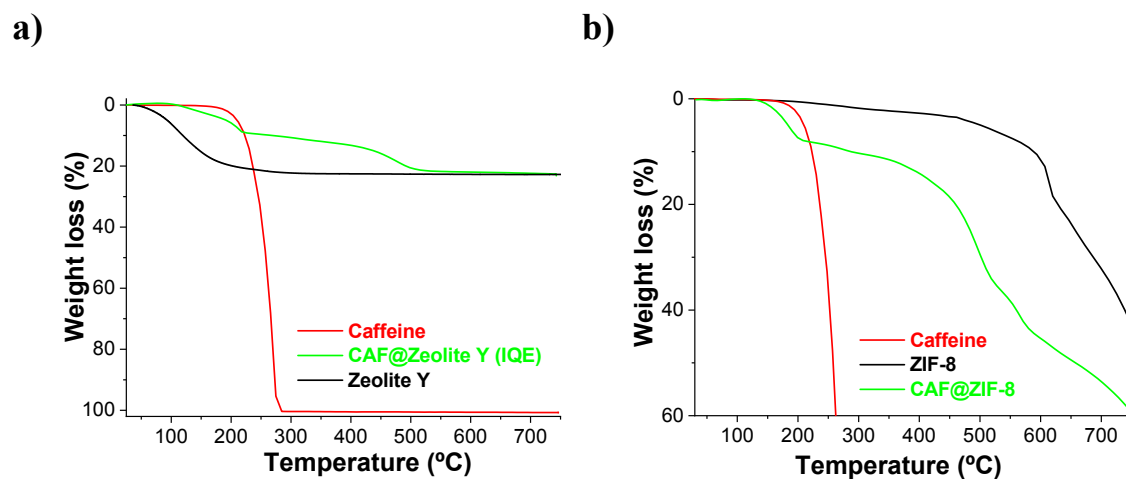 a)
0
20
40
60
80
100
Weight loss (%)
Caffeine
CAF@Zeolite Y (IQE)
Zeolite Y
100 200 300 400 500 600 700
Temperature (ºC)
b)
0
20
40
60
Weight loss (%)
Caffeine
ZIF-8
CAF@ZIF-8
100 200 300 400 500 600 700
Temperature (ºC)